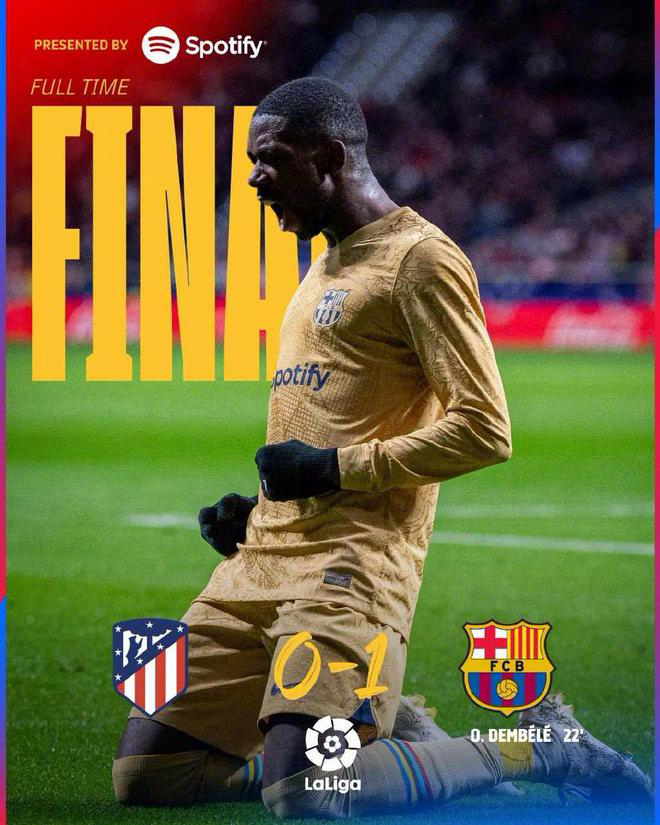 PRESENTED BY Spotify
FULL TIME
FINA
spotify
0-1
FCB
O. DEMBÉLÉ 22'
LaLiga